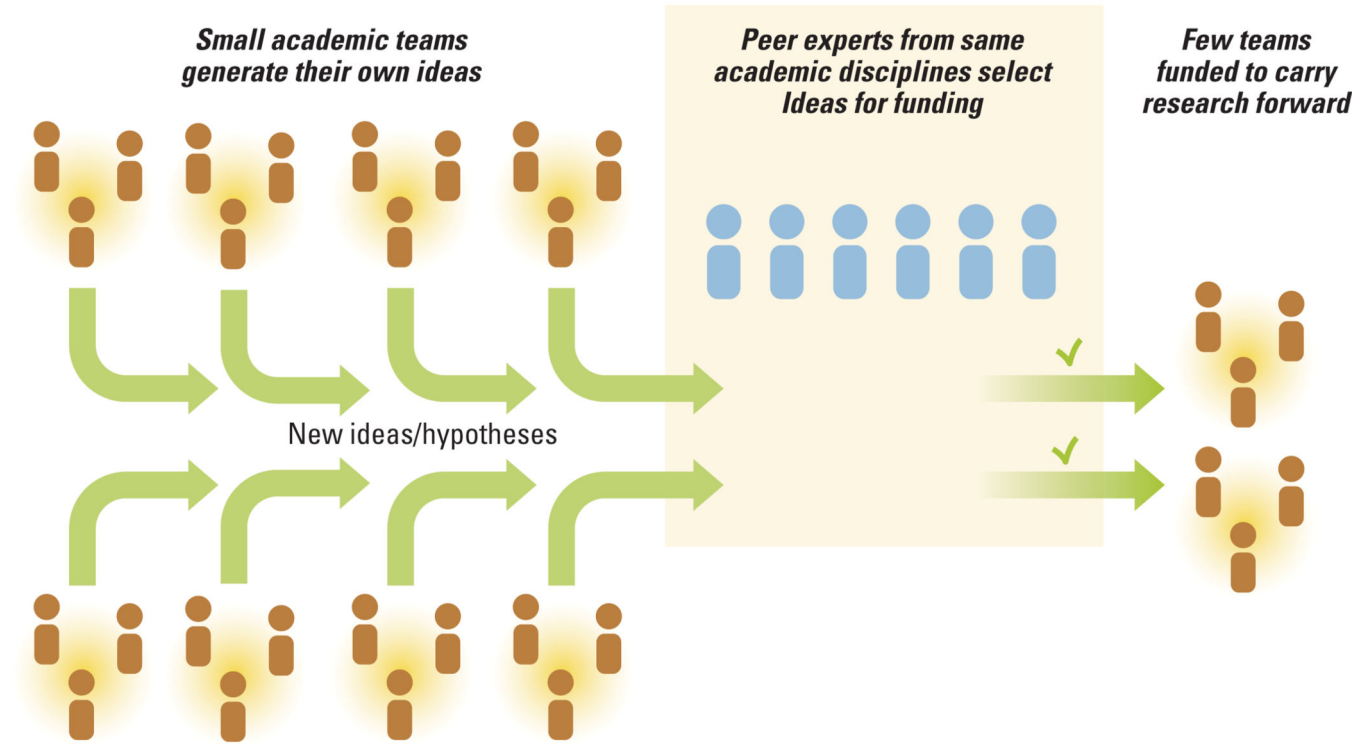 Small academic teams
generate their own ideas
Peer experts from same
academic disciplines select
Ideas for funding
Few teams
funded to carry
research forward
New ideas/hypotheses